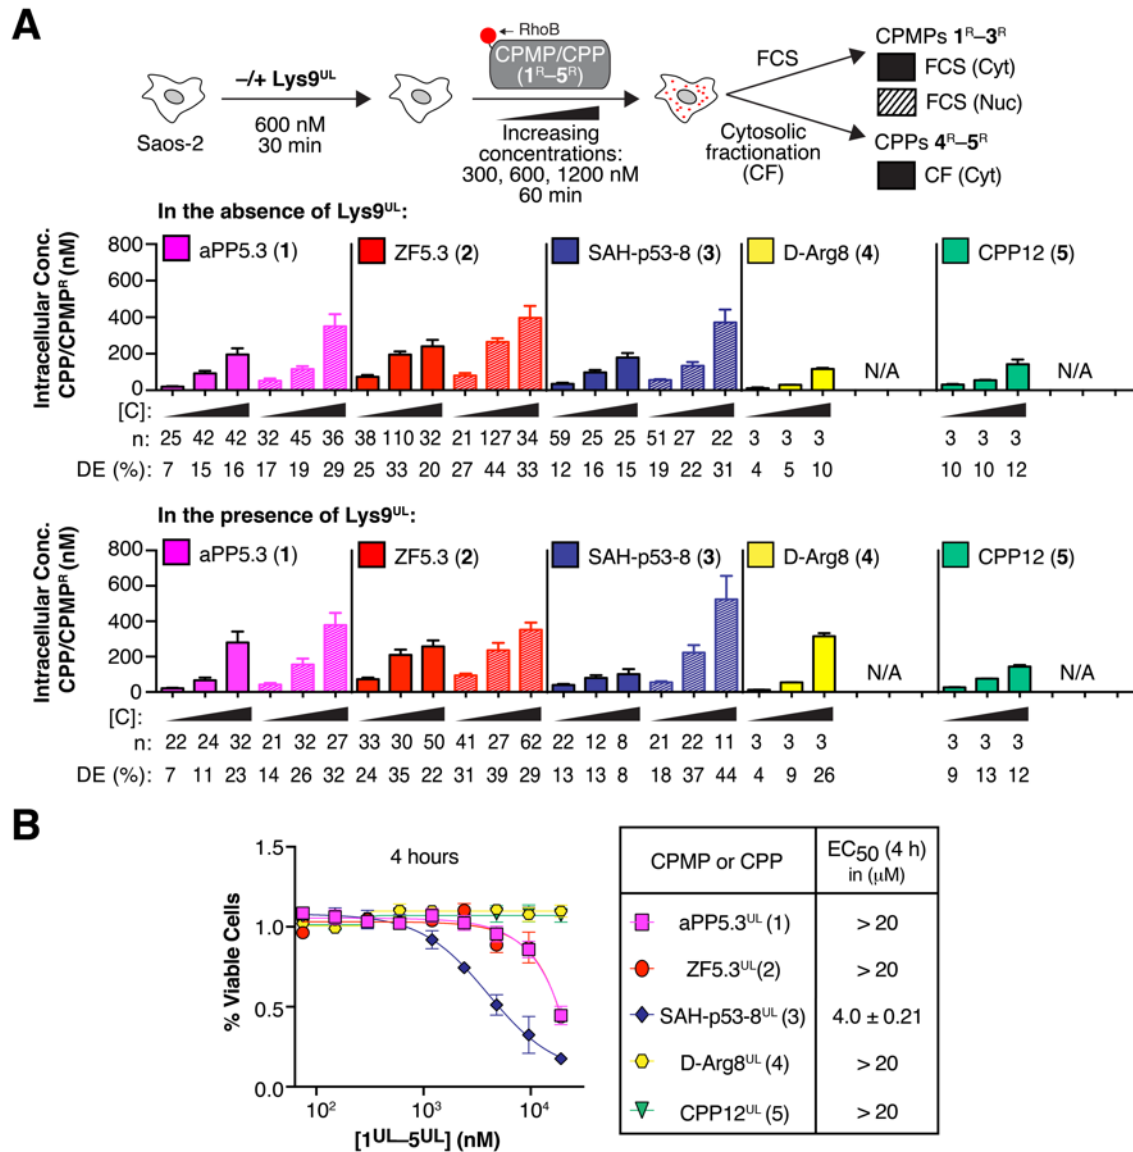 A
← RhoB
CPMP/CPP
(1ᴿ–5ᴿ)
–/+ Lys9ᵁᴸ
600 nM
30 min
Saos-2
Increasing
concentrations:
300, 600, 1200 nM
60 min
Cytosolic
fractionation
(CF)
FCS
CPMPs 1ᴿ–3ᴿ
FCS (Cyt)
FCS (Nuc)
CPPs 4ᴿ–5ᴿ
CF (Cyt)
In the absence of Lys9ᵁᴸ:
Intracellular Conc.
CPP/CPMPᴿ (nM)
800
600
400
200
0
aPP5.3 (1)
ZF5.3 (2)
SAH-p53-8 (3)
D-Arg8 (4)
CPP12 (5)
N/A
N/A
[C]:
n: 25 42 42 32 45 36 38 110 32 21 127 34 59 25 25 51 27 22 3 3 3 3 3 3
DE (%): 7 15 16 17 19 29 25 33 20 27 44 33 12 16 15 19 22 31 4 5 10 10 10 12
In the presence of Lys9ᵁᴸ:
Intracellular Conc.
CPP/CPMPᴿ (nM)
800
600
400
200
0
aPP5.3 (1)
ZF5.3 (2)
SAH-p53-8 (3)
D-Arg8 (4)
CPP12 (5)
N/A
N/A
[C]:
n: 22 24 32 21 32 27 33 30 50 41 27 62 22 12 8 21 22 11 3 3 3 3 3 3
DE (%): 7 11 23 14 26 32 24 35 22 31 39 29 13 13 8 18 37 44 4 9 26 9 13 12
B
4 hours
% Viable Cells
1.5
1.0
0.5
0.0
10²
10³
10⁴
[1ᵁᴸ–5ᵁᴸ] (nM)
CPMP or CPP
EC₅₀ (4 h)
in (μM)
aPP5.3ᵁᴸ (1) > 20
ZF5.3ᵁᴸ(2) > 20
SAH-p53-8ᵁᴸ (3) 4.0 ± 0.21
D-Arg8ᵁᴸ (4) > 20
CPP12ᵁᴸ (5) > 20